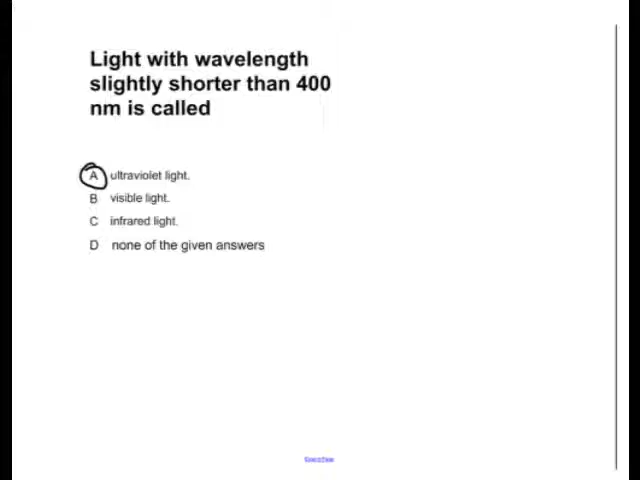 Light with wavelength
slightly shorter than 400
nm is called
A ultraviolet light.
B visible light.
C infrared light.
D none of the given answers